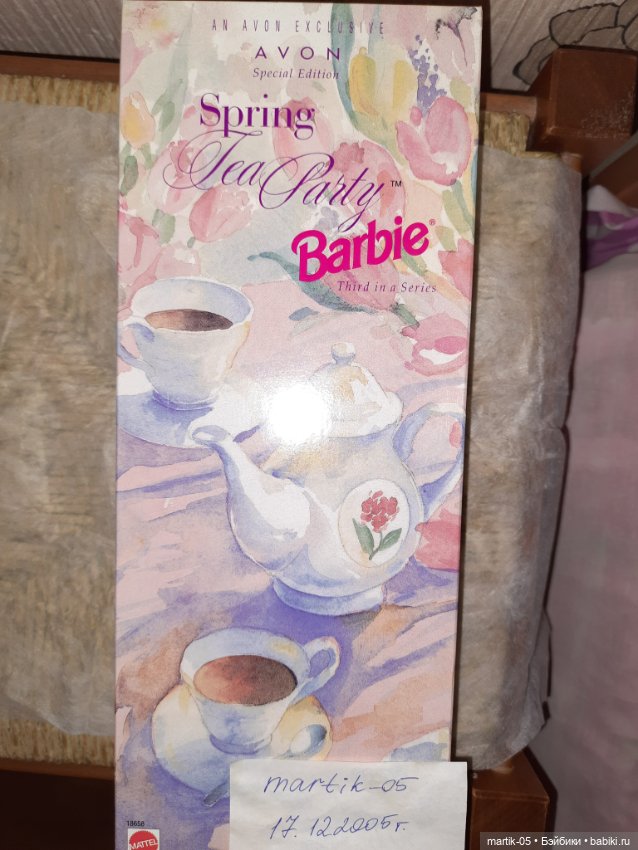 AN AVON EXCLUSIVE
AVON
Special Edition
Spring
Tea Party™
Barbie®
Third in a Series
18658
MATTEL
martik-05
17.12 2005г.
martik-05 • Бэйбики • babiki.ru